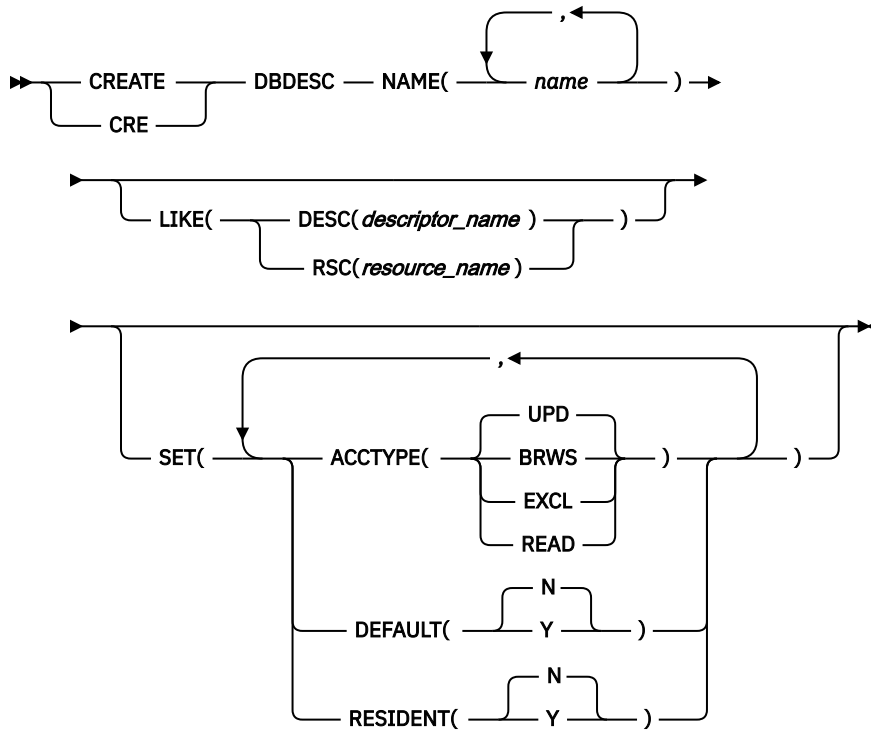 ,
CREATE DBDESC NAME( name )
CRE
LIKE( DESC(descriptor_name) )
RSC(resource_name)
,
UPD
SET( ACCTYPE( BRWS ) )
EXCL
READ
N
DEFAULT( Y )
N
RESIDENT( Y )